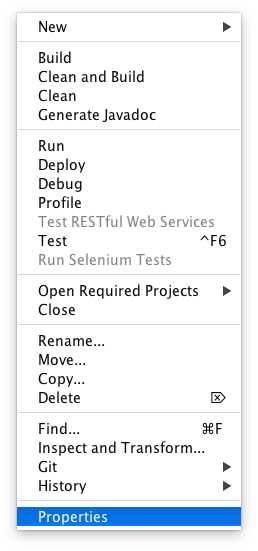 New
Build
Clean and Build
Clean
Generate Javadoc
Run
Deploy
Debug
Profile
Test RESTful Web Services
Test ^F6
Run Selenium Tests
Open Required Projects
Close
Rename...
Move...
Copy...
Delete ⌦
Find... ⌘F
Inspect and Transform...
Git
History
Properties